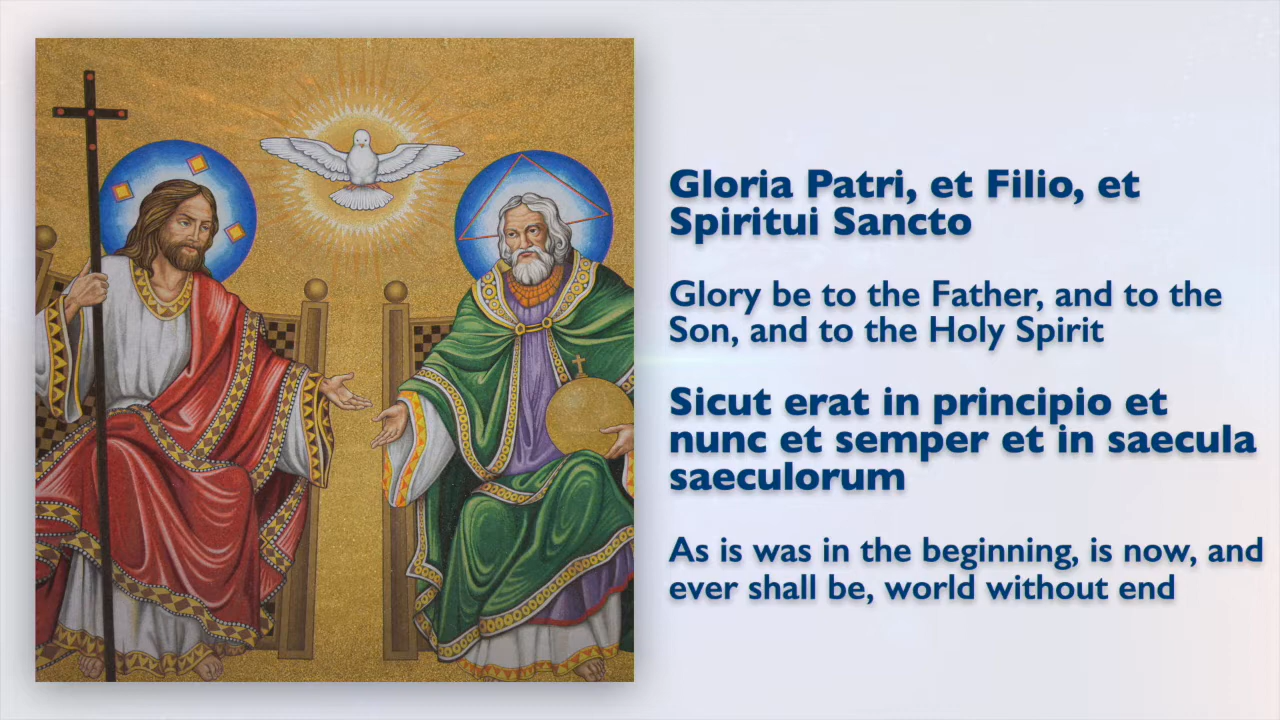 Gloria Patri, et Filio, et
Spiritui Sancto
Glory be to the Father, and to the
Son, and to the Holy Spirit
Sicut erat in principio et
nunc et semper et in saecula
saeculorum
As is was in the beginning, is now, and
ever shall be, world without end